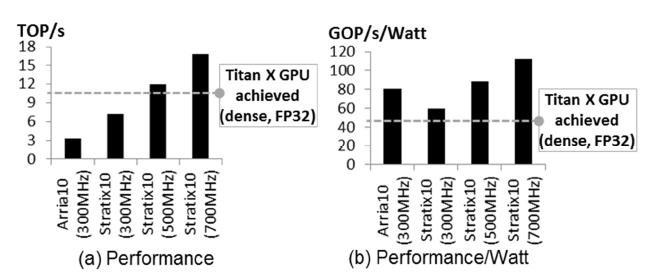 TOP/s
18
15
12
9
6
3
0
Titan X GPU
achieved
(dense, FP32)
Arria10
(300MHz)
Stratix10
(300MHz)
Stratix10
(500MHz)
Stratix10
(700MHz)
(a) Performance
GOP/s/Watt
120
100
80
60
40
20
0
Titan X GPU
achieved
(dense, FP32)
Arria10
(300MHz)
Stratix10
(300MHz)
Stratix10
(500MHz)
Stratix10
(700MHz)
(b) Performance/Watt